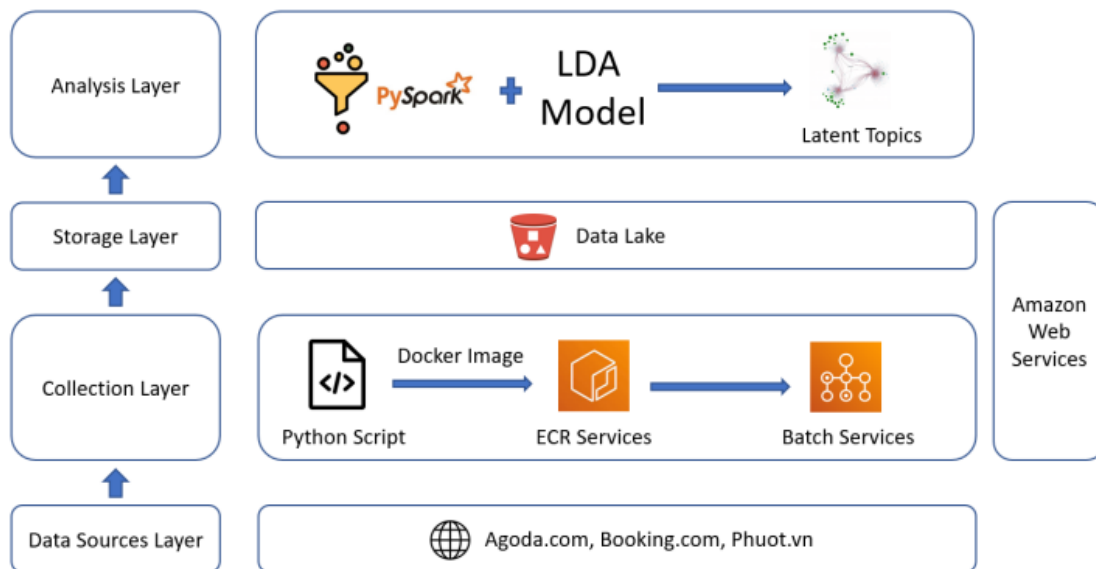 Analysis Layer
PySpark
LDA
Model
Latent Topics
Storage Layer
Data Lake
Amazon
Web
Services
Collection Layer
Docker Image
</>
Python Script
ECR Services
Batch Services
Data Sources Layer
Agoda.com, Booking.com, Phuot.vn